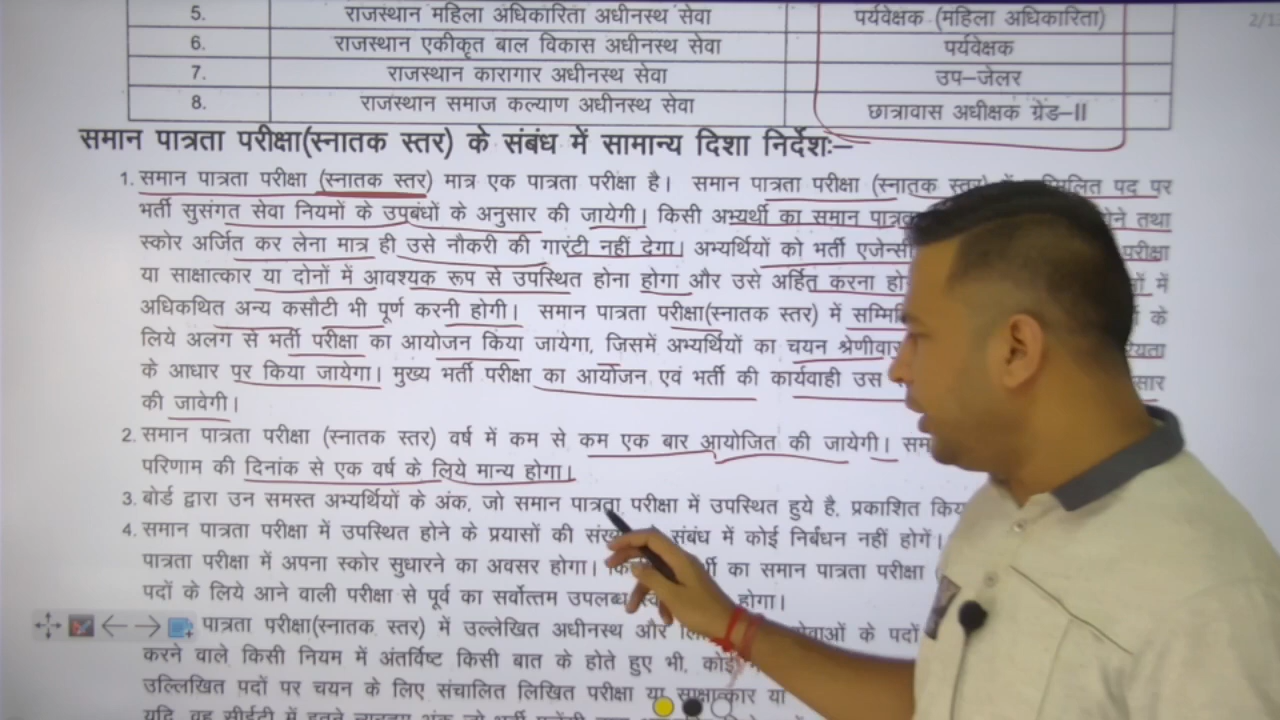 2/1
5. राजस्थान महिला अधिकारिता अधीनस्थ सेवा पर्यवेक्षक (महिला अधिकारिता)
6. राजस्थान एकीकृत बाल विकास अधीनस्थ सेवा पर्यवेक्षक
7. राजस्थान कारागार अधीनस्थ सेवा उप–जेलर
8. राजस्थान समाज कल्याण अधीनस्थ सेवा छात्रावास अधीक्षक ग्रेड–II
समान पात्रता परीक्षा(स्नातक स्तर) के संबंध में सामान्य दिशा निर्देशः–
1. समान पात्रता परीक्षा (स्नातक स्तर) मात्र एक पात्रता परीक्षा है। समान पात्रता परीक्षा (स्नातक पद पर
भर्ती सुसंगत सेवा नियमों के उपबंधों के अनुसार की जायेगी। किसी अभ्यर्थी का समान तथा
स्कोर अर्जित कर लेना मात्र ही उसे नौकरी की गारंटी नहीं देगा। अभ्यर्थियों को भर्ती परीक्षा
या साक्षात्कार या दोनों में आवश्यक रूप से उपस्थित होना होगा और उसे अर्हित करना में
अधिकथित अन्य कसौटी भी पूर्ण करनी होगी। समान पात्रता परीक्षा(स्नातक स्तर) में के
लिये अलग से भर्ती परीक्षा का आयोजन किया जायेगा, जिसमें अभ्यर्थियों का चयन
के आधार पर किया जायेगा। मुख्य भर्ती परीक्षा का आयोजन एवं भर्ती की कार्यवाही उस
की जावेगी।
2. समान पात्रता परीक्षा (स्नातक स्तर) वर्ष में कम से कम एक बार आयोजित की जायेगी।
परिणाम की दिनांक से एक वर्ष के लिये मान्य होगा।
3. बोर्ड द्वारा उन समस्त अभ्यर्थियों के अंक, जो समान पात्रता परीक्षा में उपस्थित हुये है, प्रकाशित
4. समान पात्रता परीक्षा में उपस्थित होने के प्रयासों की संबंध में कोई निर्बंधन नहीं होगें।
पात्रता परीक्षा में अपना स्कोर सुधारने का अवसर होगा। का समान पात्रता परीक्षा
पदों के लिये आने वाली परीक्षा से पूर्व का सर्वोत्तम उपलब्ध होगा।
पात्रता परीक्षा(स्नातक स्तर) में उल्लेखित अधीनस्थ और के पदों
करने वाले किसी नियम में अंतर्विष्ट किसी बात के होते हुए भी,
उल्लिखित पदों पर चयन के लिए संचालित लिखित परीक्षा या साक्षात्कार या